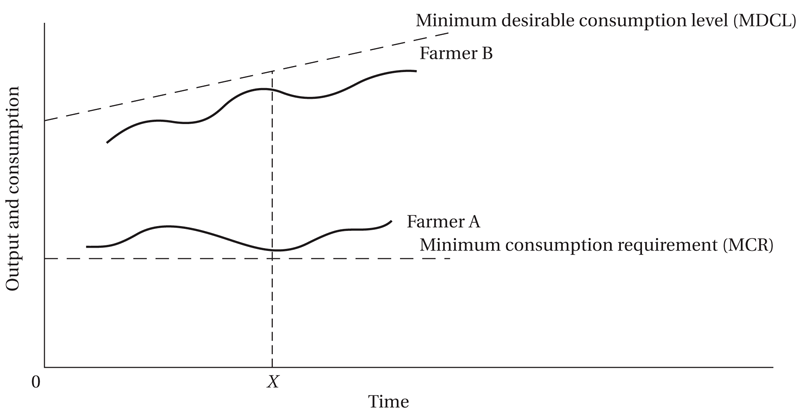 Minimum desirable consumption level (MDCL)
Farmer B
Output and consumption
Farmer A
Minimum consumption requirement (MCR)
0
X
Time